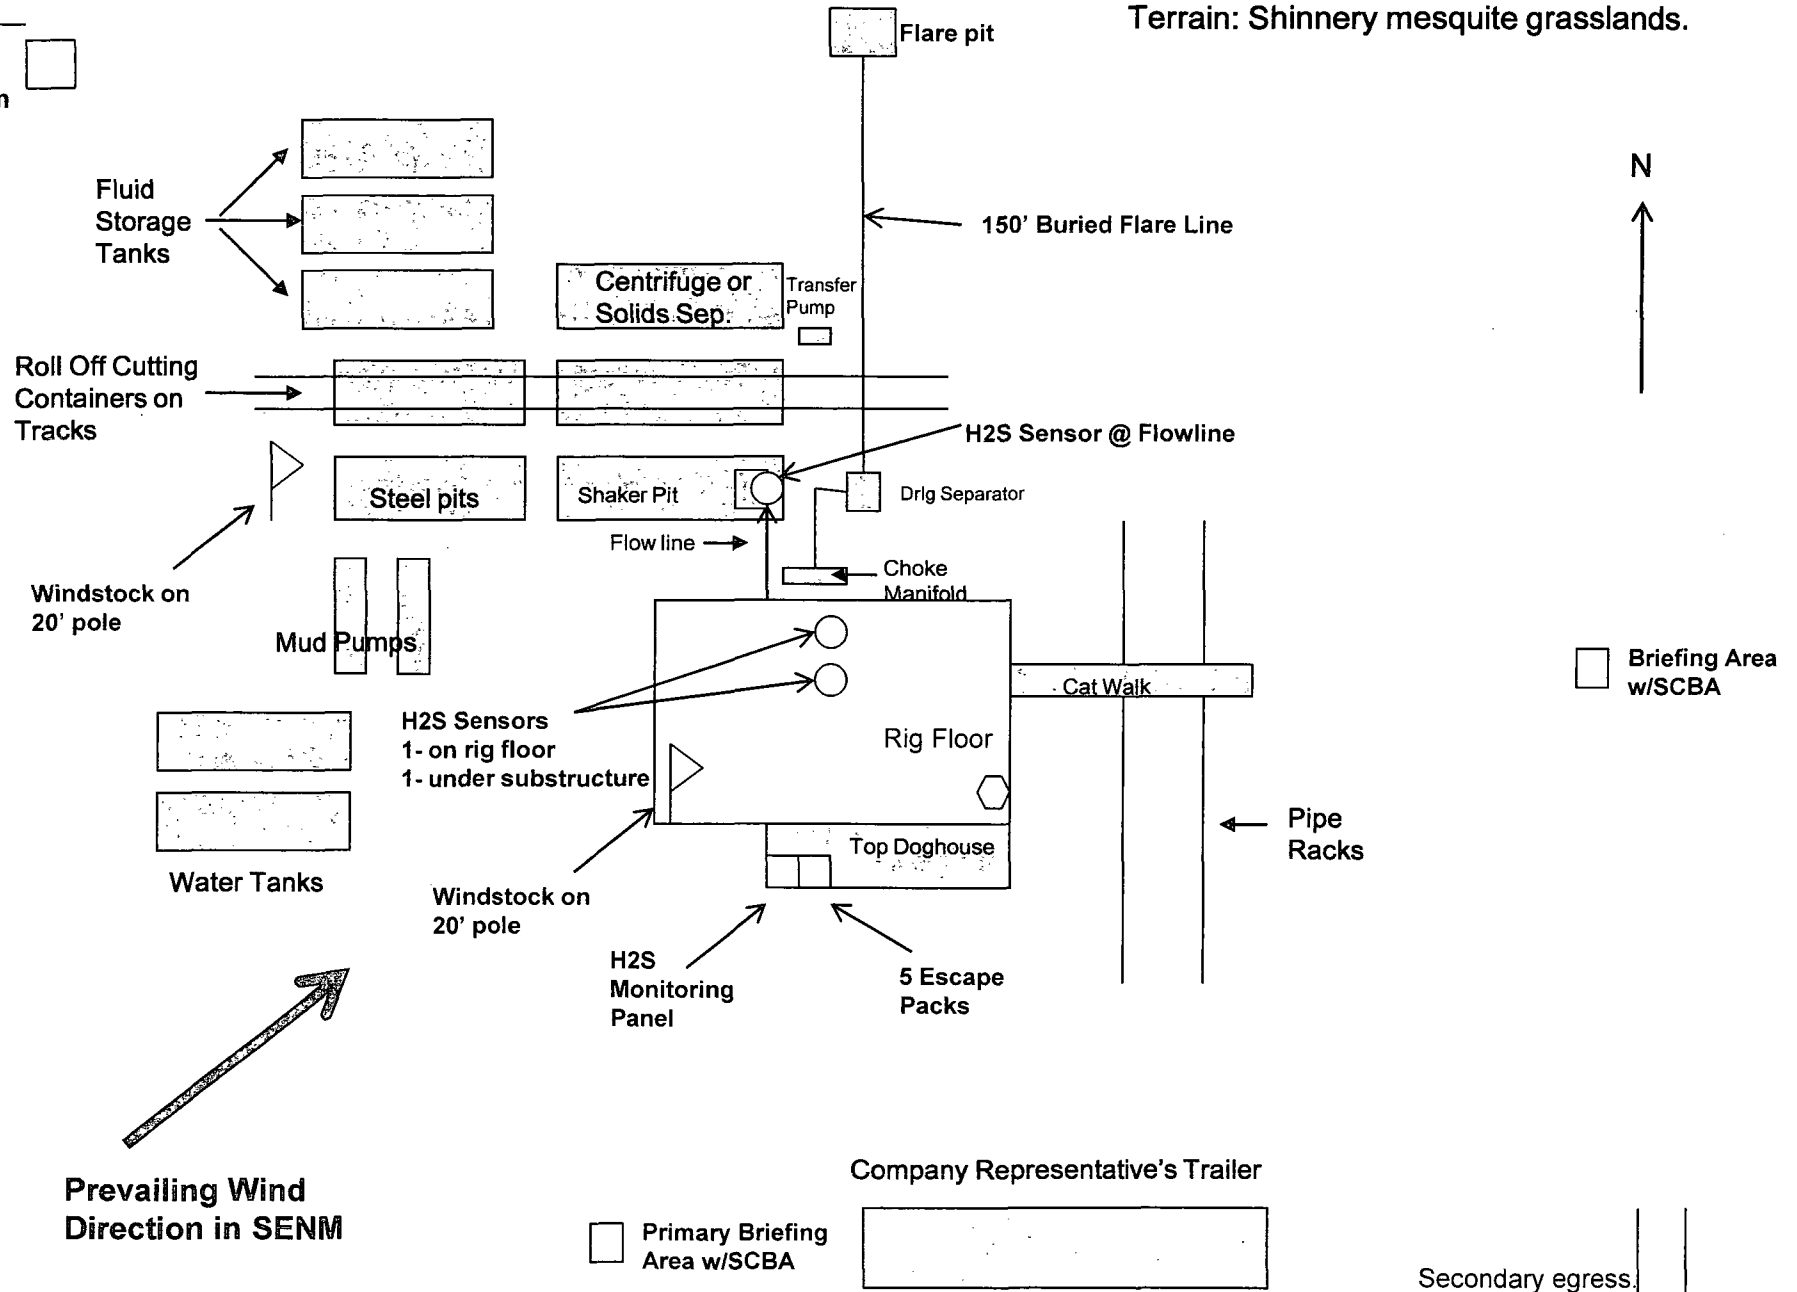 Terrain: Shinnery mesquite grasslands.
Flare pit
Fluid
Storage
Tanks
N
150' Buried Flare Line
Centrifuge or
Solids Sep.
Transfer
Pump
Roll Off Cutting
Containers on
Tracks
H2S Sensor @ Flowline
Steel pits
Shaker Pit
Drlg Separator
Flow line
Choke
Manifold
Windstock on
20' pole
Mud Pumps
Briefing Area
w/SCBA
Cat Walk
H2S Sensors
1- on rig floor
1- under substructure
Rig Floor
Pipe
Racks
Top Doghouse
Water Tanks
Windstock on
20' pole
H2S
Monitoring
Panel
5 Escape
Packs
Prevailing Wind
Direction in SENM
Company Representative's Trailer
Primary Briefing
Area w/SCBA
Secondary egress.